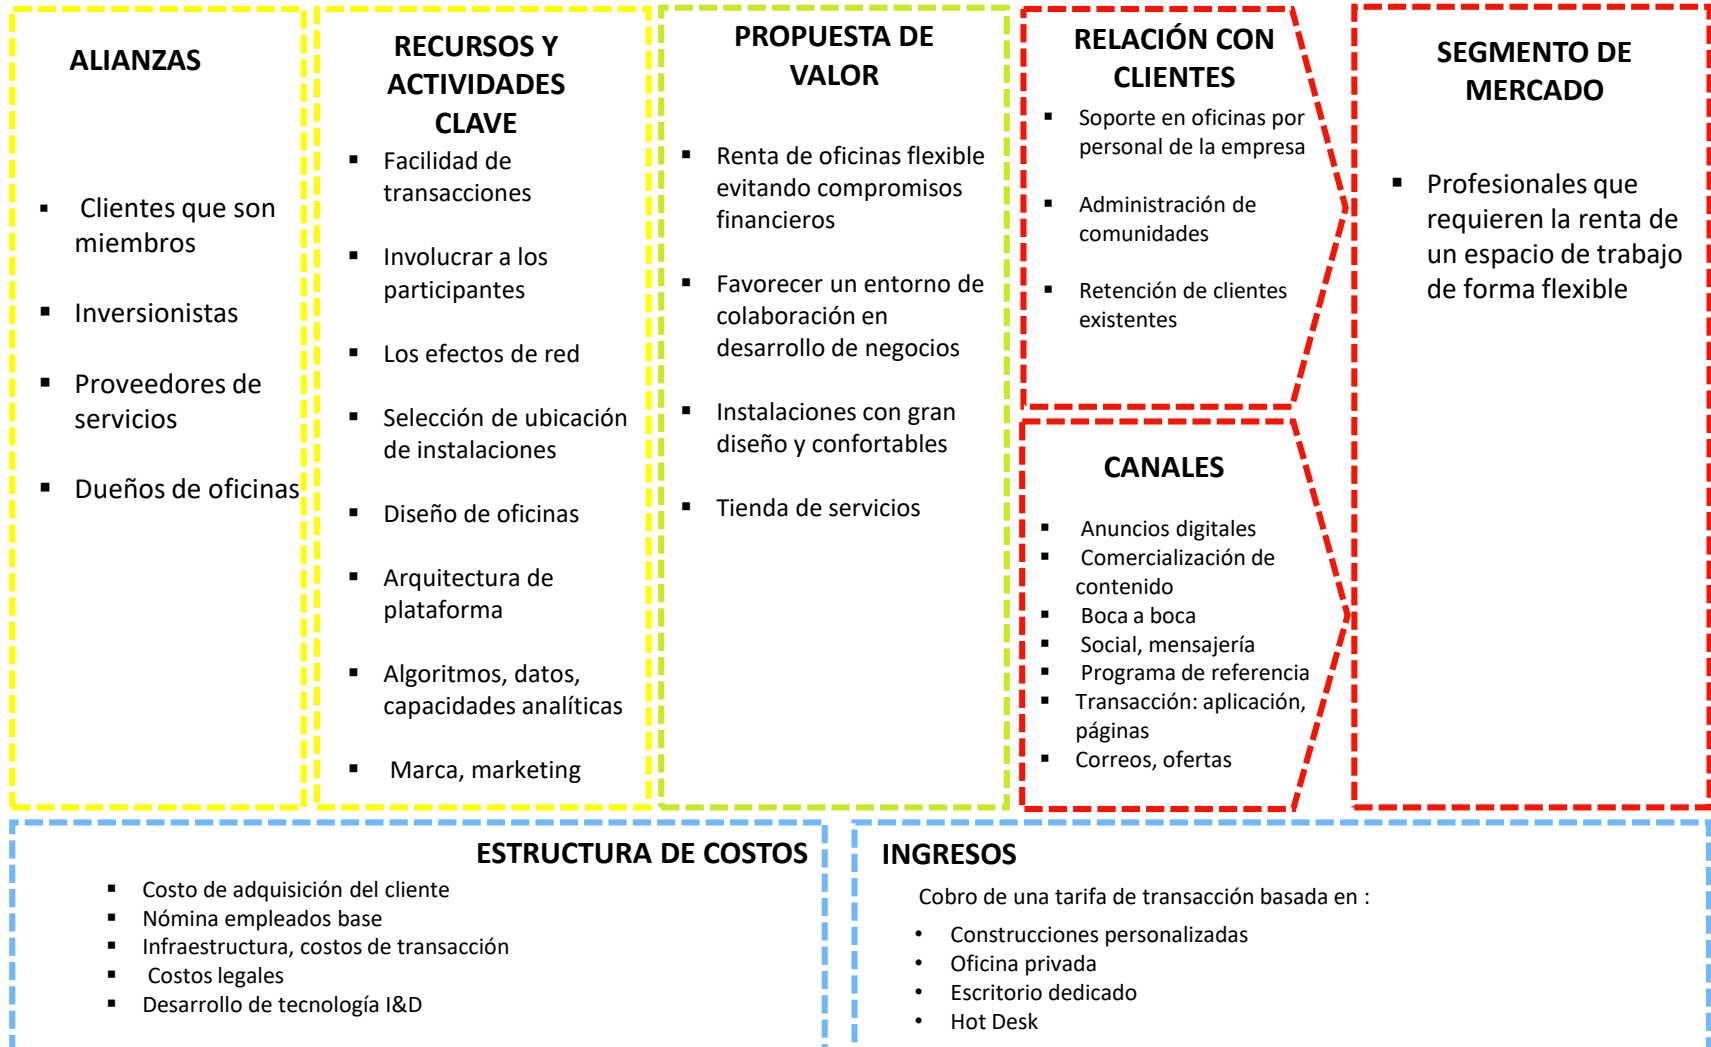 ALIANZAS
Clientes que son
miembros
Inversionistas
Proveedores de
servicios
Dueños de oficinas
RECURSOS Y
ACTIVIDADES
CLAVE
Facilidad de
transacciones
Involucrar a los
participantes
Los efectos de red
Selección de ubicación
de instalaciones
Diseño de oficinas
Arquitectura de
plataforma
Algoritmos, datos,
capacidades analíticas
Marca, marketing
PROPUESTA DE
VALOR
Renta de oficinas flexible
evitando compromisos
financieros
Favorecer un entorno de
colaboración en
desarrollo de negocios
Instalaciones con gran
diseño y confortables
Tienda de servicios
RELACIÓN CON
CLIENTES
Soporte en oficinas por
personal de la empresa
Administración de
comunidades
Retención de clientes
existentes
CANALES
Anuncios digitales
Comercialización de
contenido
Boca a boca
Social, mensajería
Programa de referencia
Transacción: aplicación,
páginas
Correos, ofertas
SEGMENTO DE
MERCADO
Profesionales que
requieren la renta de
un espacio de trabajo
de forma flexible
ESTRUCTURA DE COSTOS
Costo de adquisición del cliente
Nómina empleados base
Infraestructura, costos de transacción
Costos legales
Desarrollo de tecnología I&D
INGRESOS
Cobro de una tarifa de transacción basada en :
Construcciones personalizadas
Oficina privada
Escritorio dedicado
Hot Desk